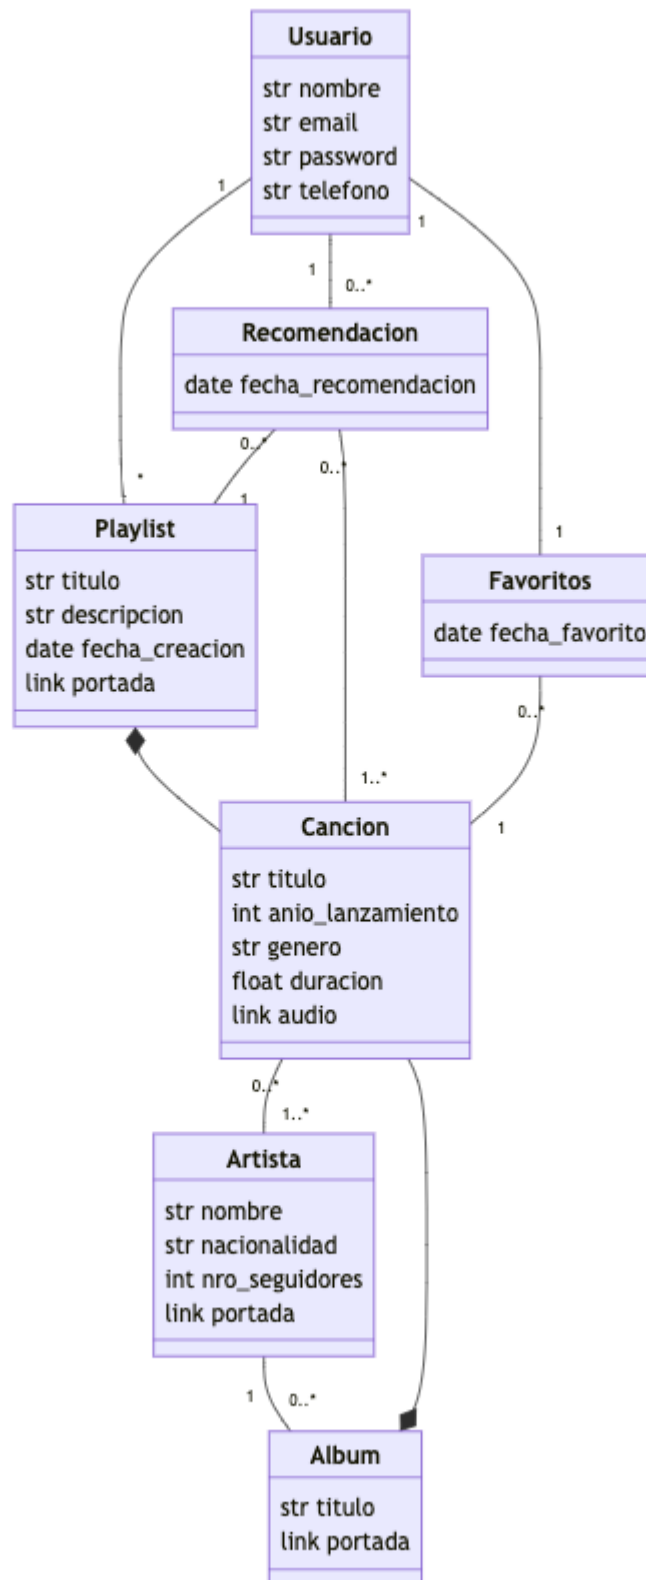 Usuario
str nombre
str email
str password
str telefono
1
1
1
0..*
Recomendacion
date fecha_recomendacion
0..*
0..*
*
1
1
Playlist
str titulo
str descripcion
date fecha_creacion
link portada
Favoritos
date fecha_favorito
0..*
1..*
1
Cancion
str titulo
int anio_lanzamiento
str genero
float duracion
link audio
0..*
1..*
Artista
str nombre
str nacionalidad
int nro_seguidores
link portada
1
0..*
Album
str titulo
link portada